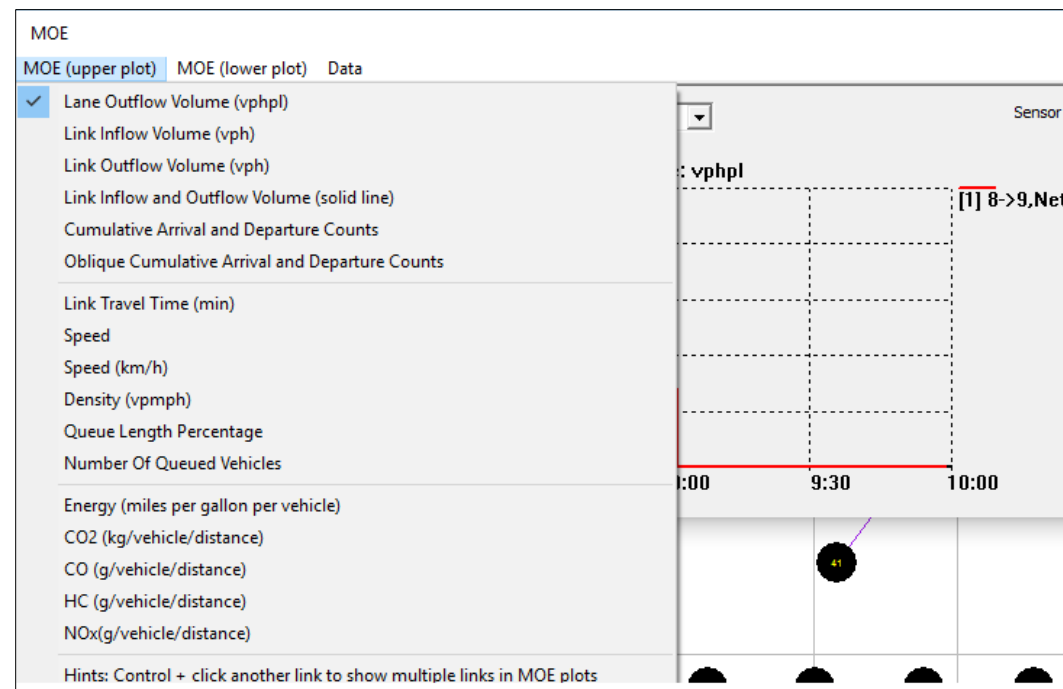 MOE
MOE (upper plot) MOE (lower plot) Data
Lane Outflow Volume (vphpl)
Link Inflow Volume (vph)
Link Outflow Volume (vph)
Link Inflow and Outflow Volume (solid line)
Cumulative Arrival and Departure Counts
Oblique Cumulative Arrival and Departure Counts
Link Travel Time (min)
Speed
Speed (km/h)
Density (vpmph)
Queue Length Percentage
Number Of Queued Vehicles
Energy (miles per gallon per vehicle)
CO2 (kg/vehicle/distance)
CO (g/vehicle/distance)
HC (g/vehicle/distance)
NOx(g/vehicle/distance)
Hints: Control + click another link to show multiple links in MOE plots
Sensor
: vphpl
[1] 8->9,Net
:00 9:30 10:00
41